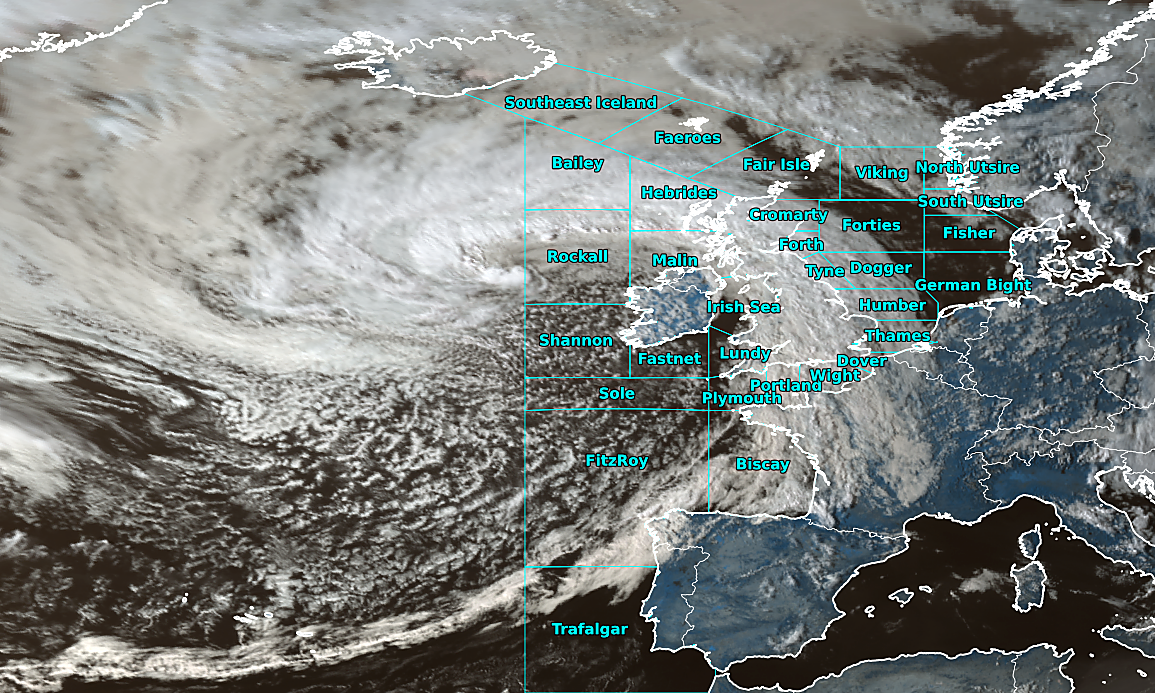 Southeast Iceland
Faeroes
Bailey
Fair Isle
Viking
North Utsire
Hebrides
South Utsire
Cromarty
Forties
Fisher
Forth
Rockall
Malin
Tyne
Dogger
German Bight
Irish Sea
Humber
Shannon
Thames
Fastnet
Lundy
Dover
Wight
Portland
Sole
Plymouth
FitzRoy
Biscay
Trafalgar